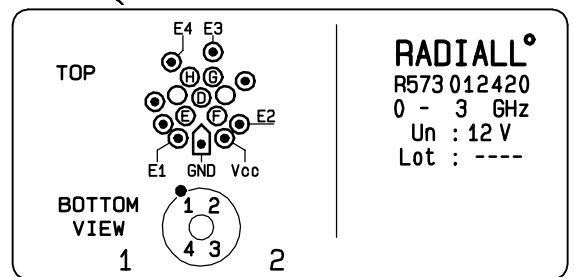 E4 E3
TOP
H G
D
E F
E2
E1 GND Vcc
BOTTOM
VIEW
1 2
4 3
1 2
RADIALL°
R573 012420
0 - 3 GHz
Un : 12 V
Lot : ----